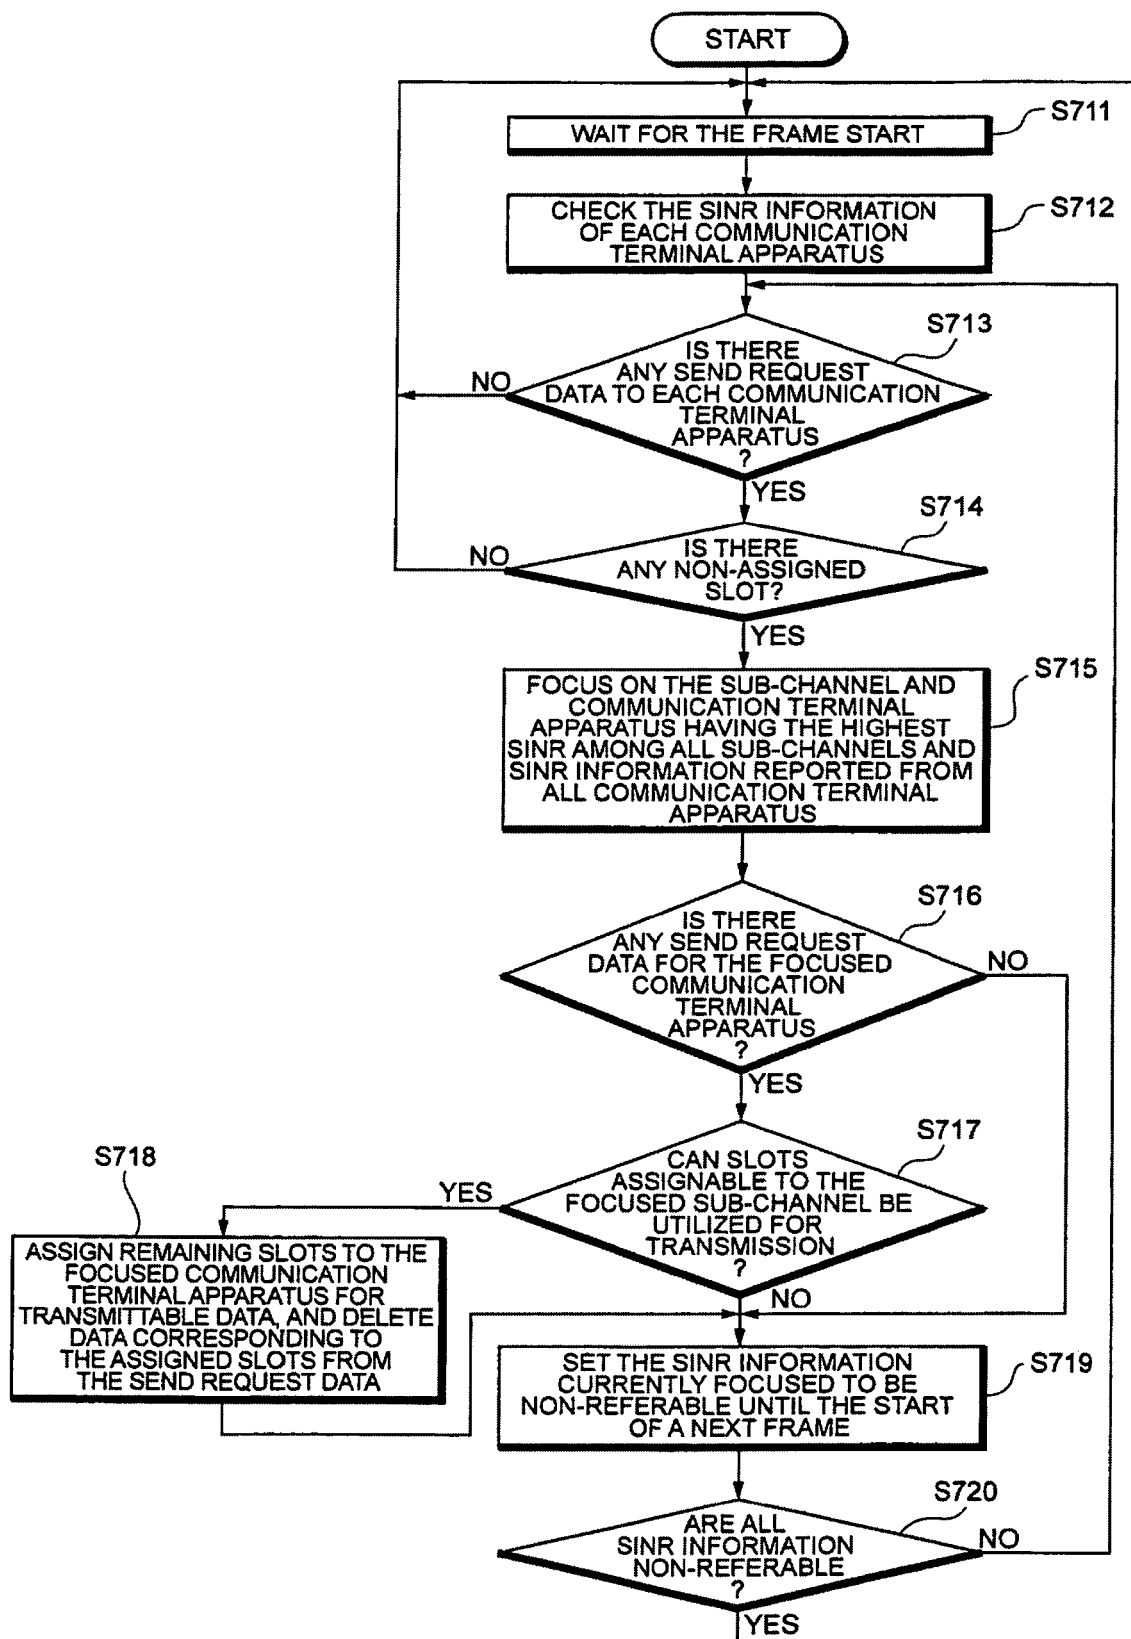 START
S711
WAIT FOR THE FRAME START
S712
CHECK THE SINR INFORMATION
OF EACH COMMUNICATION
TERMINAL APPARATUS
S713
IS THERE
ANY SEND REQUEST
DATA TO EACH COMMUNICATION
TERMINAL
APPARATUS
?
NO
YES
S714
IS THERE
ANY NON-ASSIGNED
SLOT?
NO
YES
S715
FOCUS ON THE SUB-CHANNEL AND
COMMUNICATION TERMINAL
APPARATUS HAVING THE HIGHEST
SINR AMONG ALL SUB-CHANNELS AND
SINR INFORMATION REPORTED FROM
ALL COMMUNICATION TERMINAL
APPARATUS
S716
IS THERE
ANY SEND REQUEST
DATA FOR THE FOCUSED
COMMUNICATION
TERMINAL
APPARATUS
?
NO
YES
S717
CAN SLOTS
ASSIGNABLE TO THE
FOCUSED SUB-CHANNEL BE
UTILIZED FOR
TRANSMISSION
?
YES
NO
S718
ASSIGN REMAINING SLOTS TO THE
FOCUSED COMMUNICATION
TERMINAL APPARATUS FOR
TRANSMITTABLE DATA, AND DELETE
DATA CORRESPONDING TO
THE ASSIGNED SLOTS FROM
THE SEND REQUEST DATA
S719
SET THE SINR INFORMATION
CURRENTLY FOCUSED TO BE
NON-REFERABLE UNTIL THE START
OF A NEXT FRAME
S720
ARE ALL
SINR INFORMATION
NON-REFERABLE
?
NO
YES